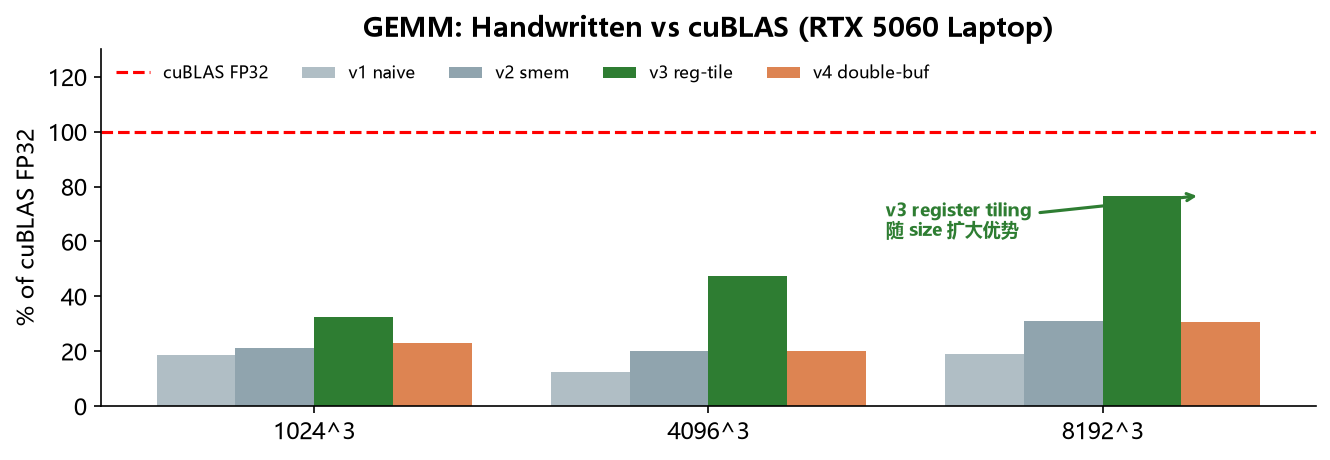 GEMM: Handwritten vs cuBLAS (RTX 5060 Laptop)
cuBLAS FP32
v1 naive
v2 smem
v3 reg-tile
v4 double-buf
% of cuBLAS FP32
120
100
80
60
40
20
0
v3 register tiling
随 size 扩大优势
1024^3
4096^3
8192^3